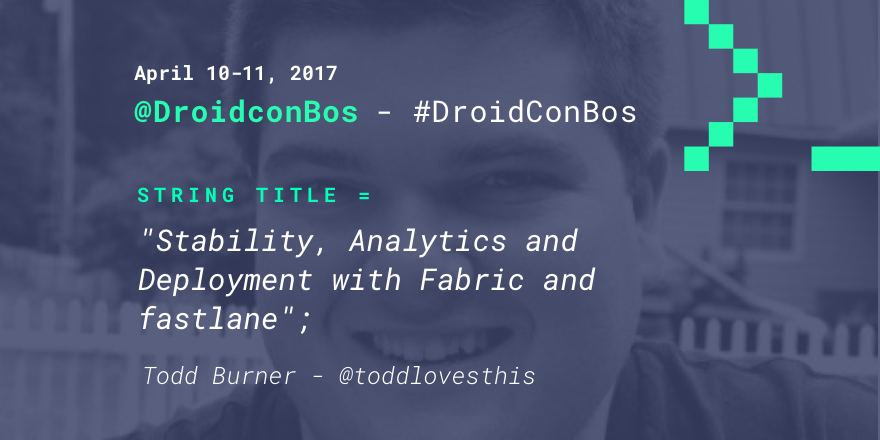 April 10-11, 2017
@DroidconBos - #DroidConBos
STRING TITLE =
"Stability, Analytics and
Deployment with Fabric and
fastlane";
Todd Burner - @toddlovesthis